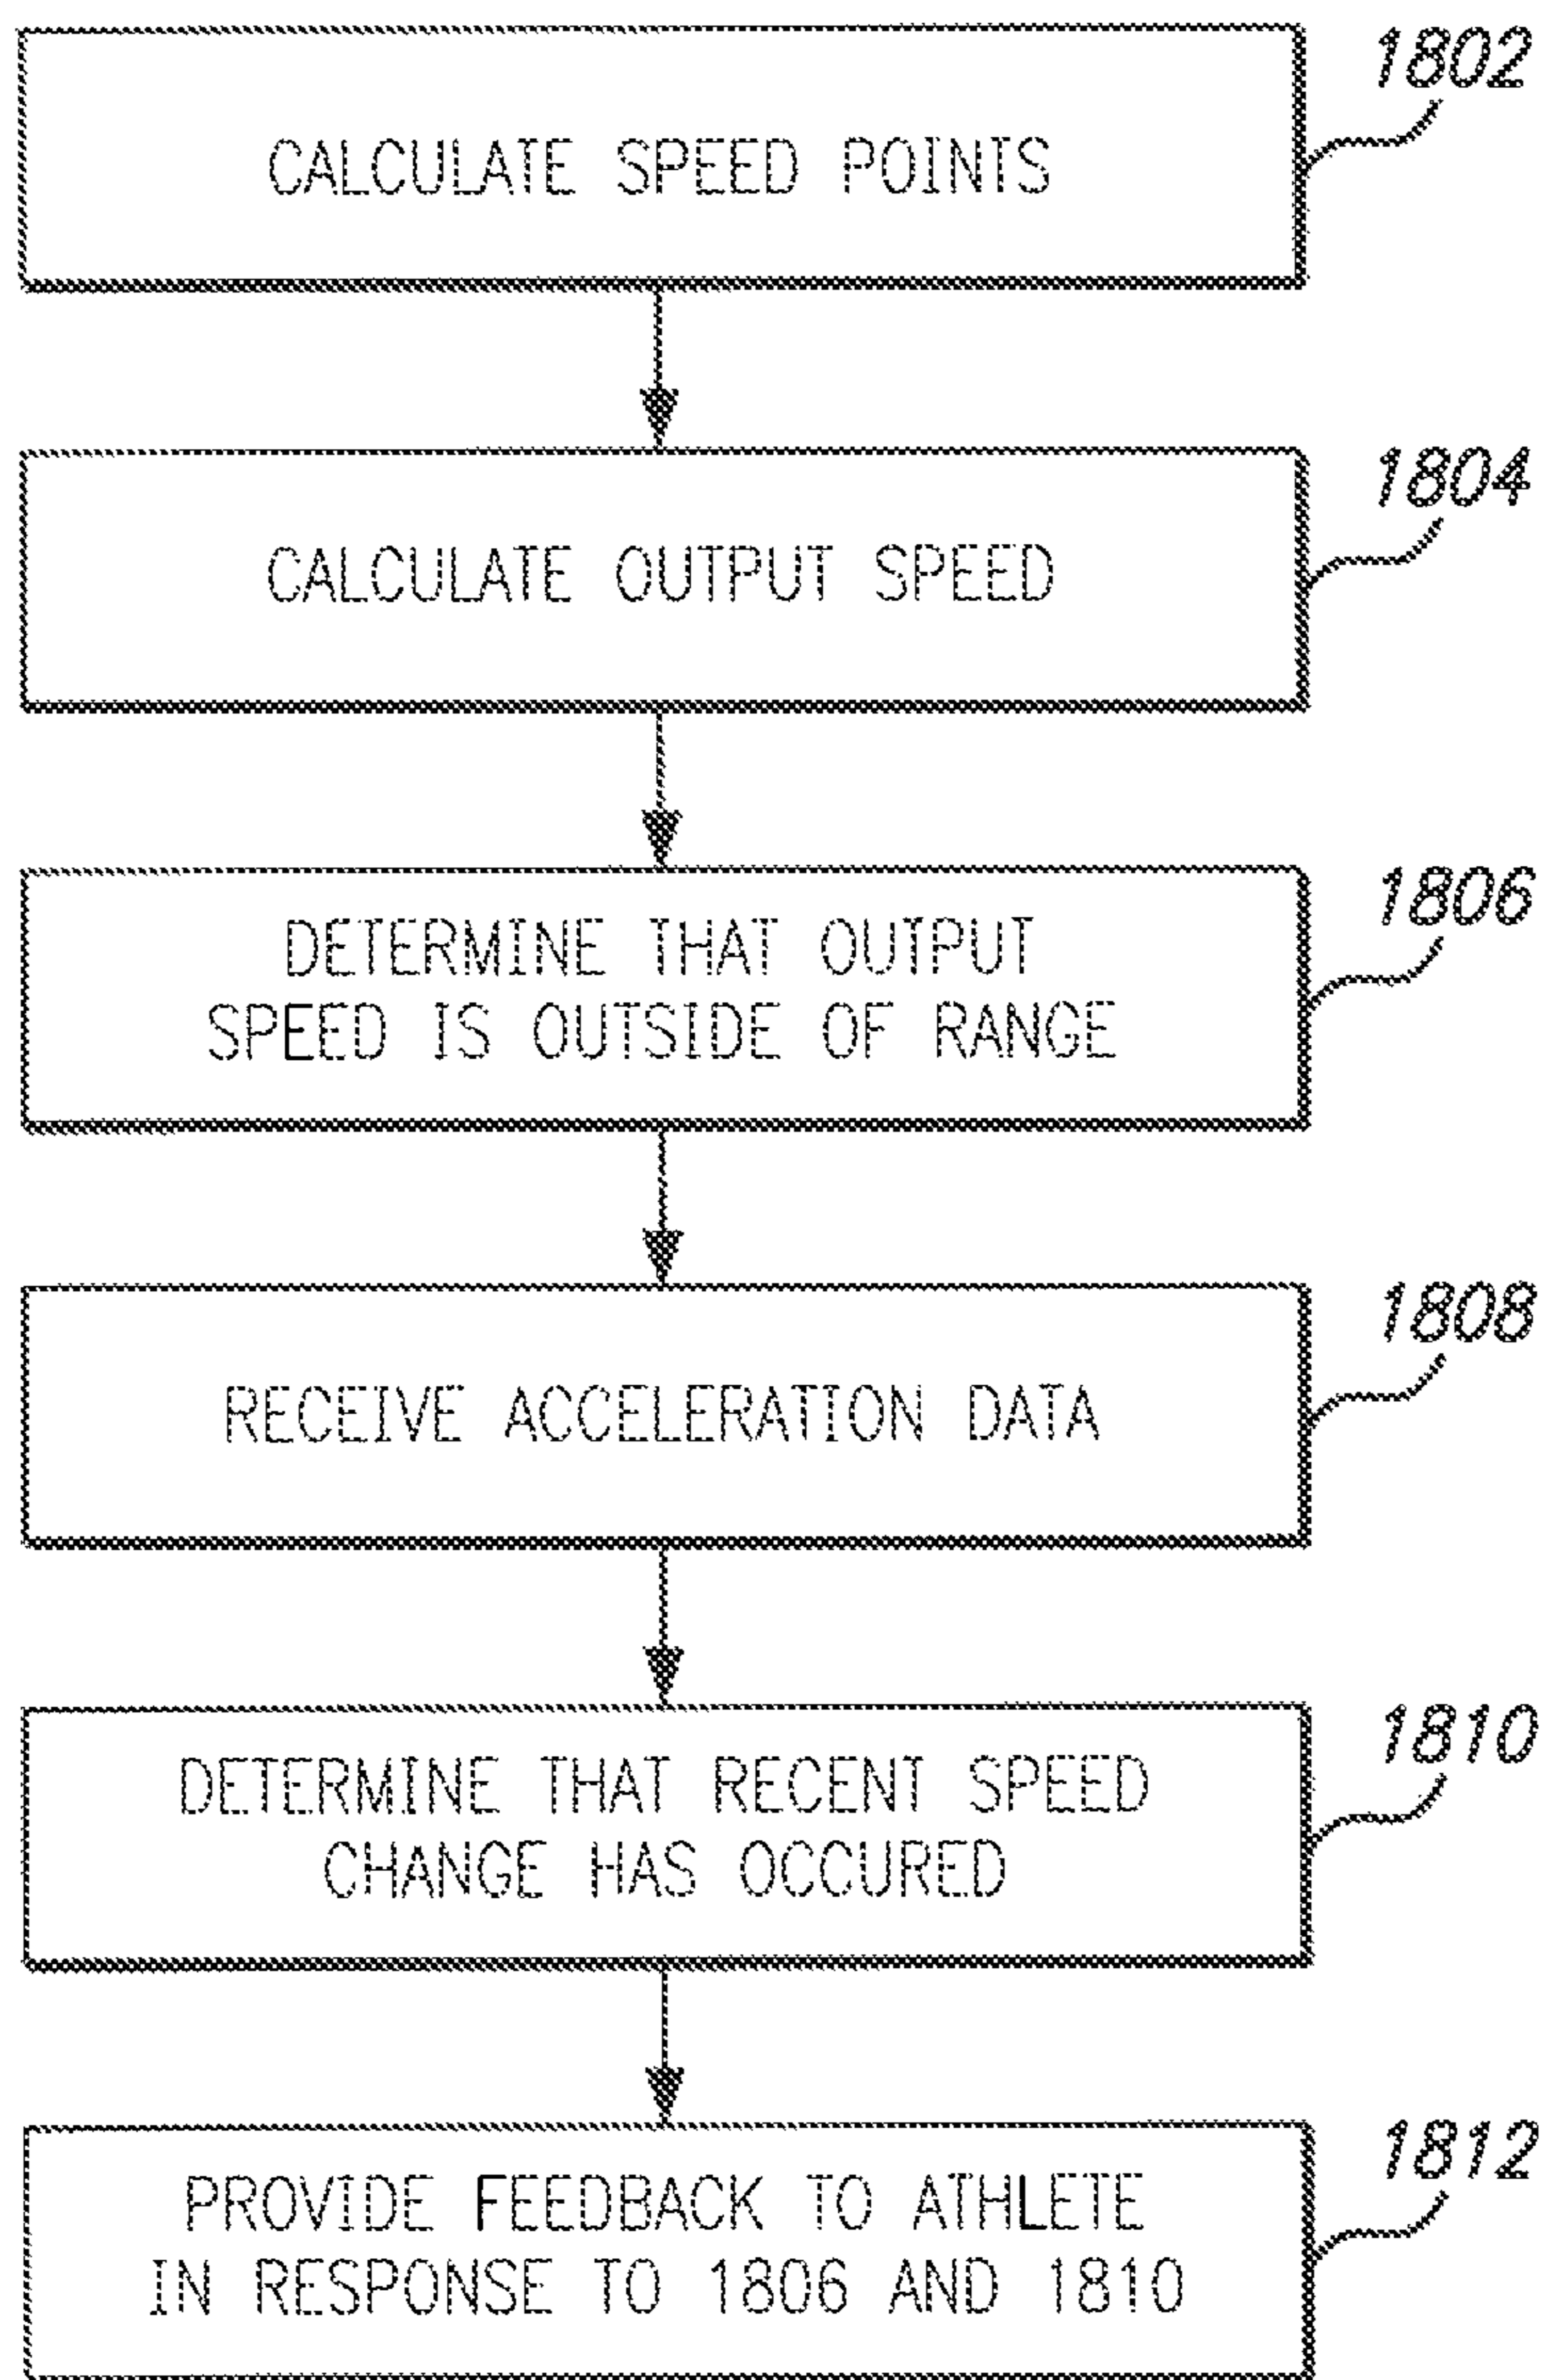 1802
CALCULATE SPEED POINTS
1804
CALCULATE OUTPUT SPEED
1806
DETERMINE THAT OUTPUT
SPEED IS OUTSIDE OF RANGE
1808
RECEIVE ACCELERATION DATA
1810
DETERMINE THAT RECENT SPEED
CHANGE HAS OCCURED
1812
PROVIDE FEEDBACK TO ATHLETE
IN RESPONSE TO 1806 AND 1810